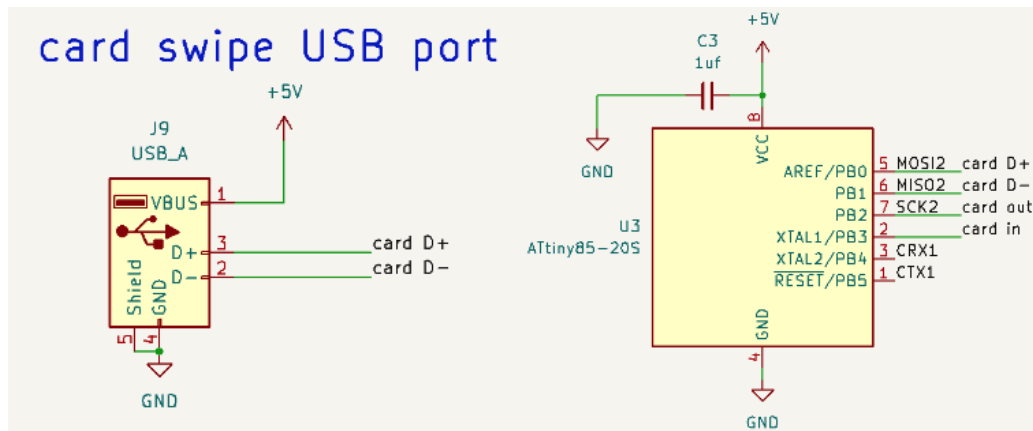 card swipe USB port
+5V
J9
USB_A
VBUS
1
D+
3
card D+
D-
2
card D-
Shield
GND
5
4
GND
+5V
C3
1uf
GND
8
VCC
AREF/PB0
5
MOSI2
card D+
PB1
6
MISO2
card D-
PB2
7
SCK2
card out
U3
ATtiny85-20S
XTAL1/PB3
2
card in
XTAL2/PB4
3
CRX1
RESET/PB5
1
CTX1
GND
4
GND